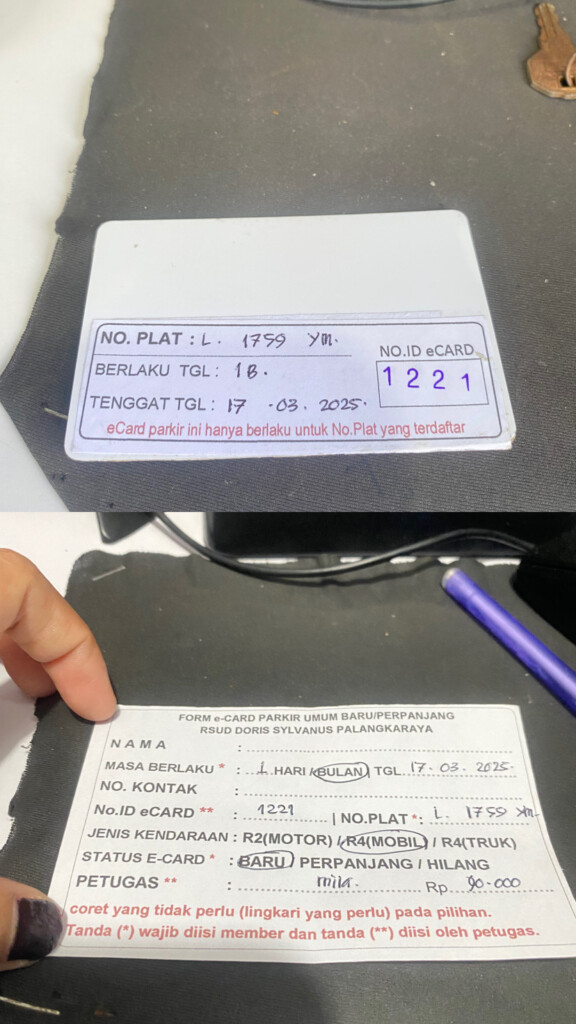 NO. PLAT : L. 1759 YM.
BERLAKU TGL : 18.
NO.ID eCARD
1221
TENGGAT TGL : 17 .03. 2025.
eCard parkir ini hanya berlaku untuk No.Plat yang terdaftar
FORM e-CARD PARKIR UMUM BARU/PERPANJANG
RSUD DORIS SYLVANUS PALANGKARAYA
NAMA :
MASA BERLAKU * : 1 HARI / BULAN TGL. 17. 03. 2025.
NO. KONTAK :
No.ID eCARD ** : 1221 | NO.PLAT * : L. 1759 YM
JENIS KENDARAAN : R2(MOTOR) / R4(MOBIL) / R4(TRUK)
STATUS E-CARD * : BARU / PERPANJANG / HILANG
PETUGAS ** : mila. Rp. 90.000
coret yang tidak perlu (lingkari yang perlu) pada pilihan.
Tanda (*) wajib diisi member dan tanda (**) diisi oleh petugas.